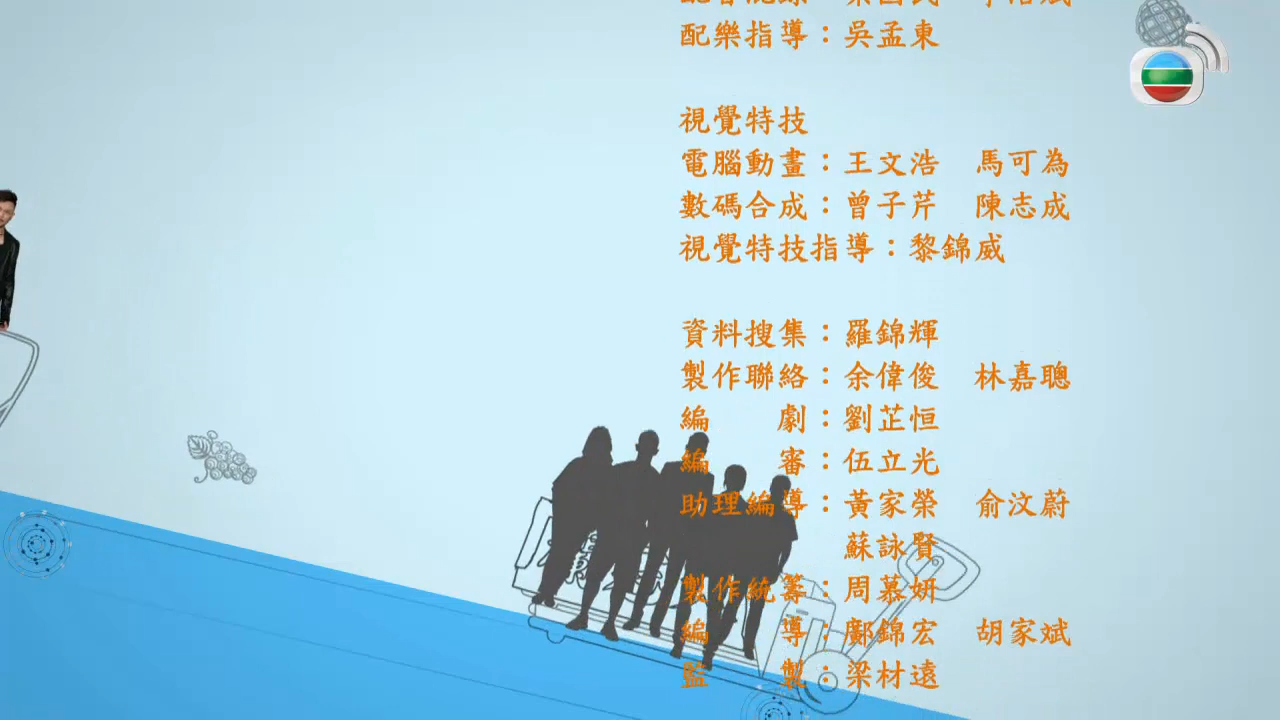 配樂指導：吳孟東
視覺特技
電腦動畫：王文浩　馬可為
數碼合成：曾子芹　陳志成
視覺特技指導：黎錦威
資料搜集：羅錦輝
製作聯絡：余偉俊　林嘉聰
編　　劇：劉芷恒
編　　審：伍立光
助理編導：黃家榮　俞汶蔚
蘇詠賢
製作統籌：周慕妍
編　　導：鄺錦宏　胡家斌
監　　製：梁材遠